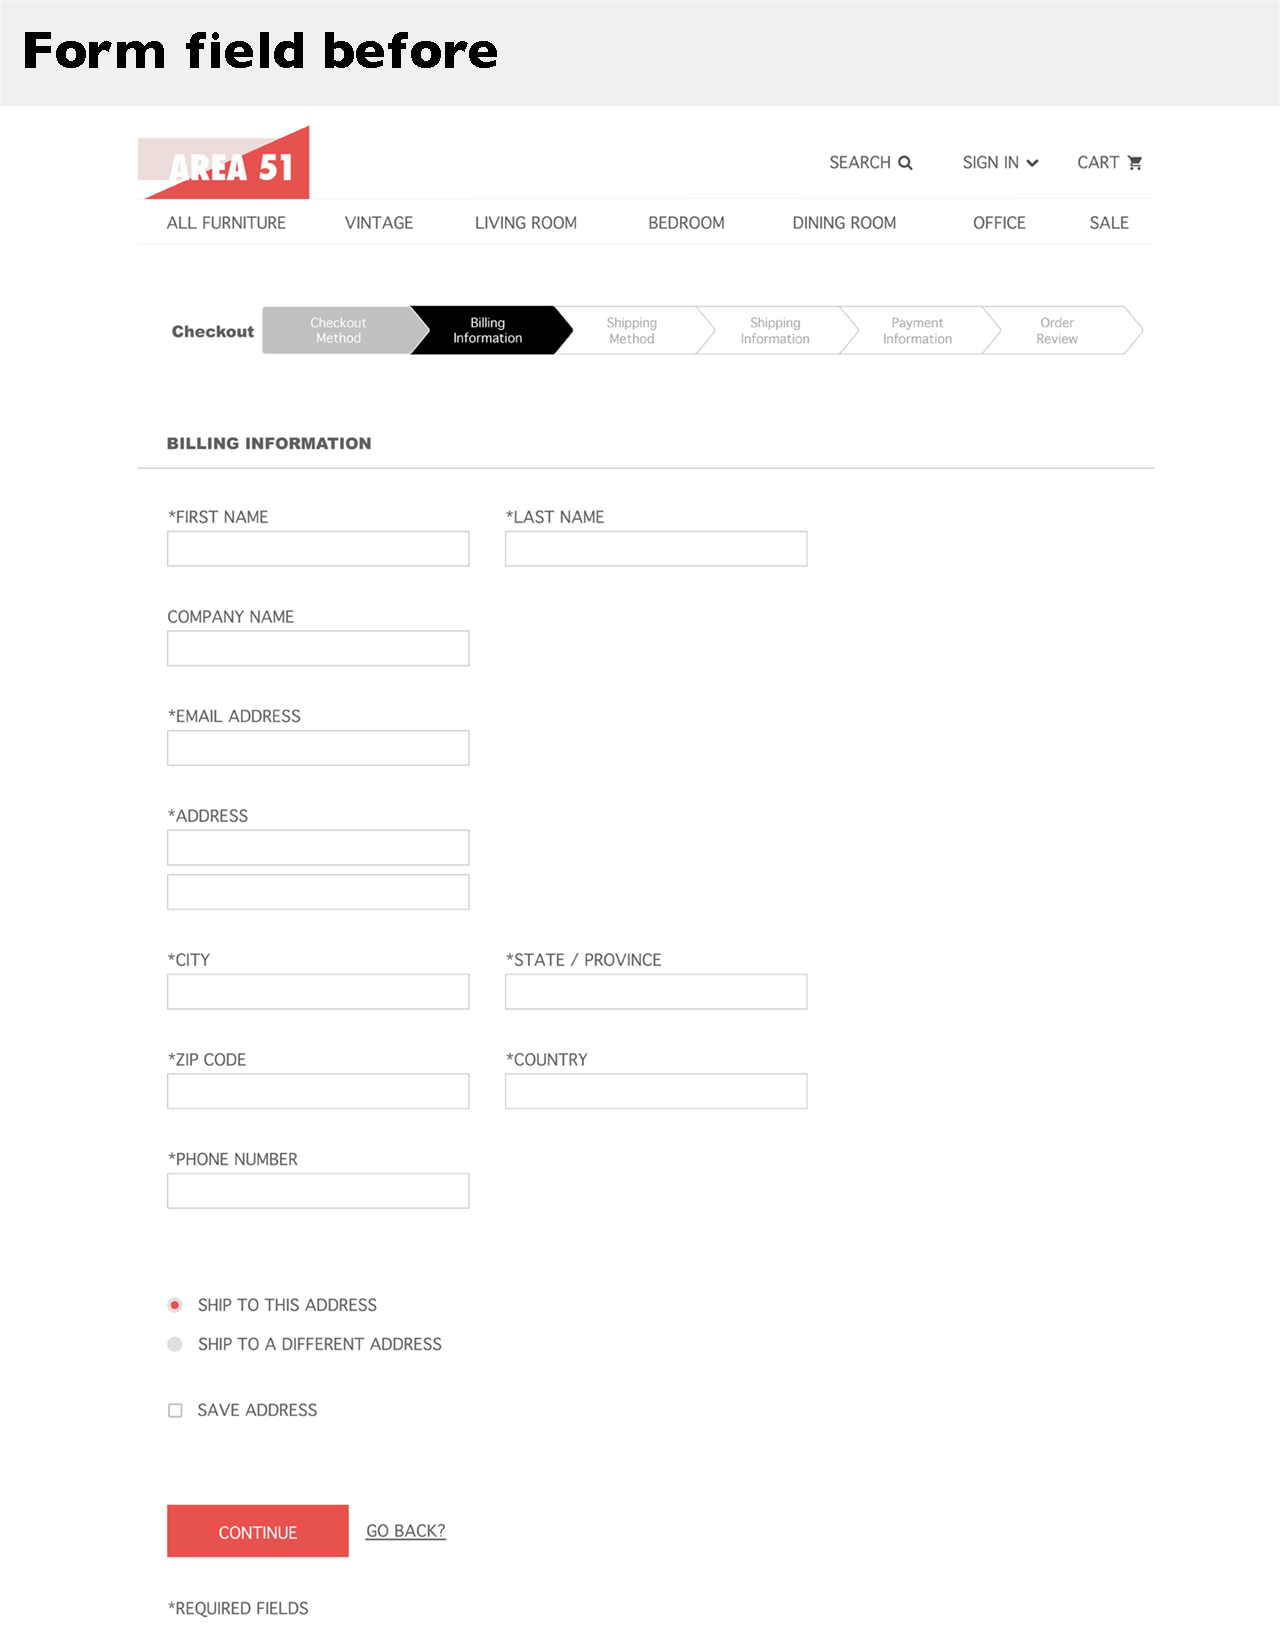 Form field before
AREA 51
SEARCH SIGN IN CART
ALL FURNITURE VINTAGE LIVING ROOM BEDROOM DINING ROOM OFFICE SALE
Checkout
Checkout
Method
Billing
Information
Shipping
Method
Shipping
Information
Payment
Information
Order
Review
BILLING INFORMATION
*FIRST NAME *LAST NAME
COMPANY NAME
*EMAIL ADDRESS
*ADDRESS
*CITY *STATE / PROVINCE
*ZIP CODE *COUNTRY
*PHONE NUMBER
SHIP TO THIS ADDRESS
SHIP TO A DIFFERENT ADDRESS
SAVE ADDRESS
CONTINUE GO BACK?
*REQUIRED FIELDS